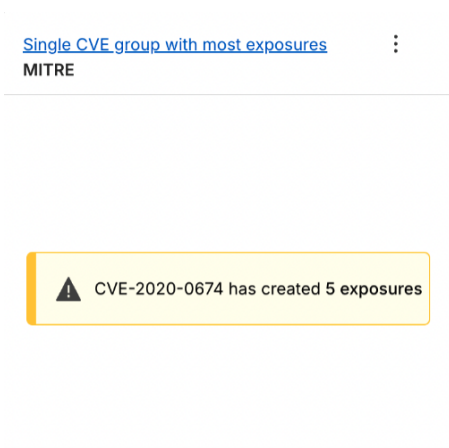 Single CVE group with most exposures
MITRE
CVE-2020-0674 has created 5 exposures